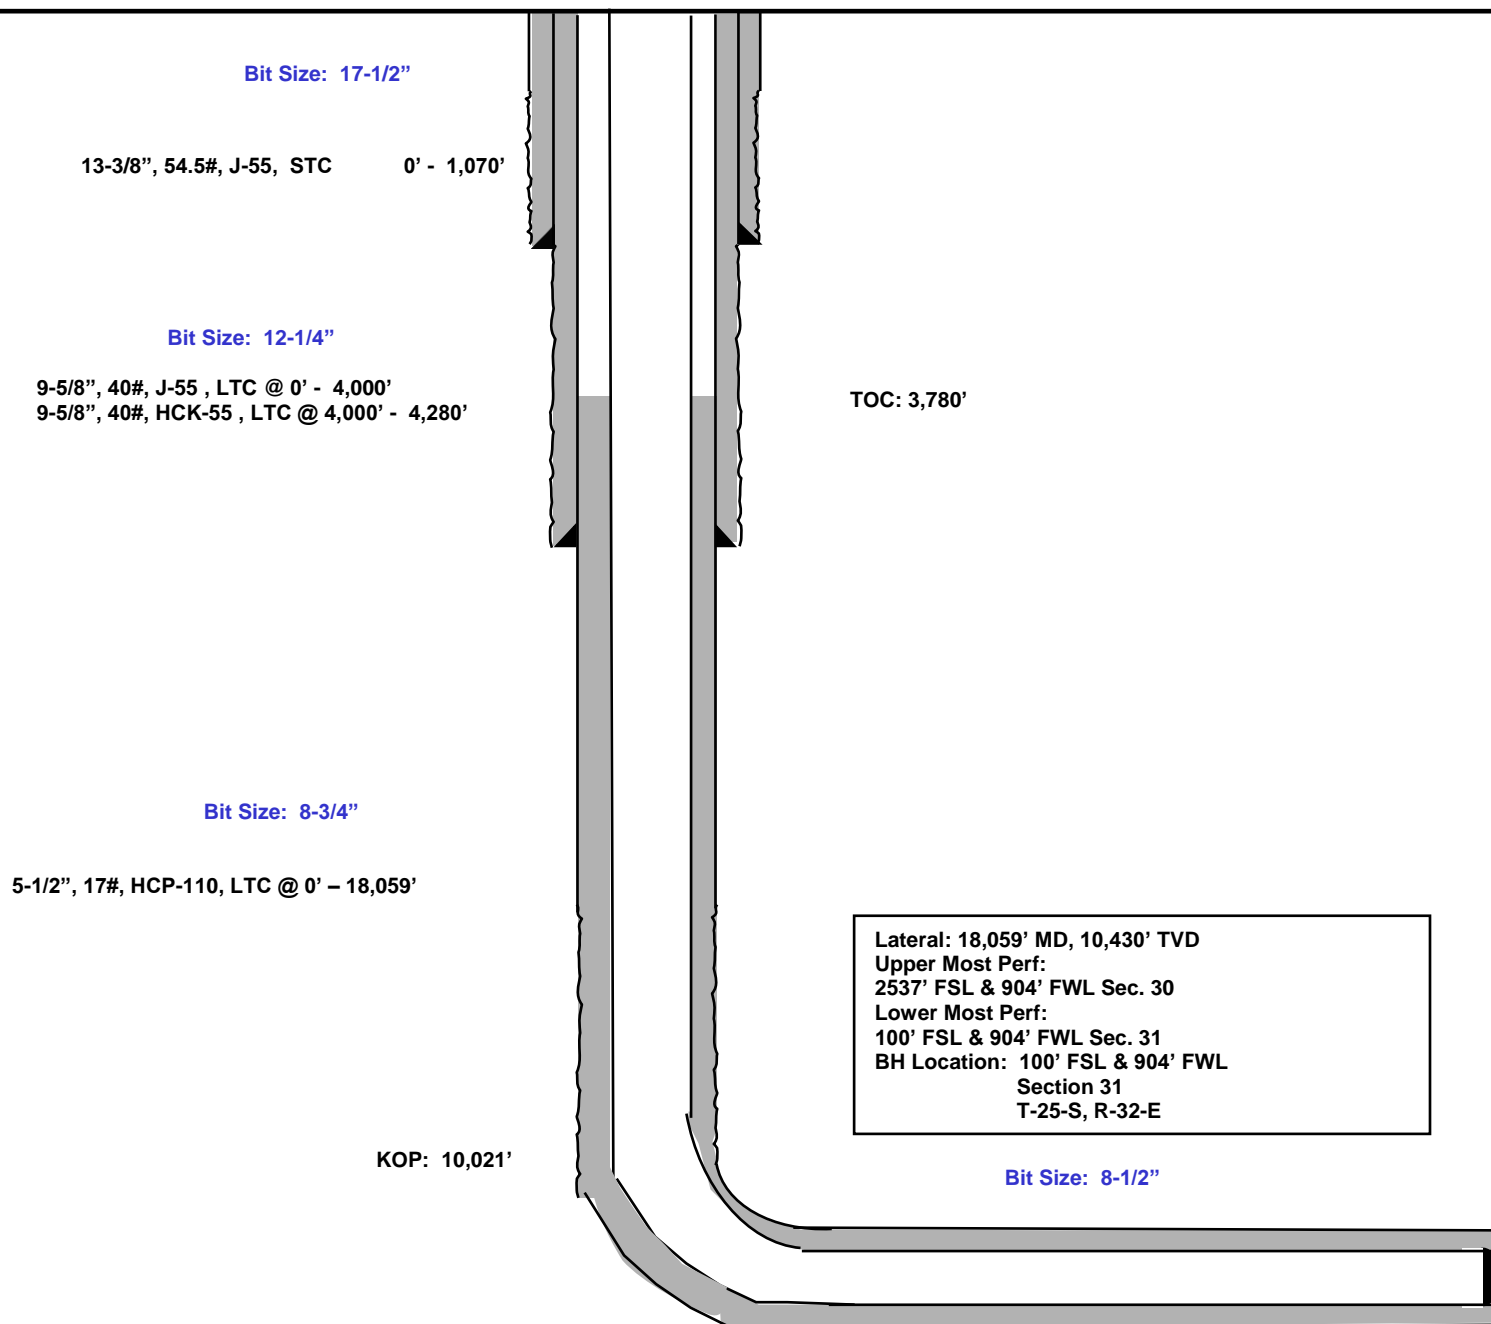 Bit Size: 17-1/2”
13-3/8”, 54.5#, J-55, STC 0’ - 1,070’
Bit Size: 12-1/4”
9-5/8”, 40#, J-55 , LTC @ 0’ - 4,000’
9-5/8”, 40#, HCK-55 , LTC @ 4,000’ - 4,280’
TOC: 3,780’
Bit Size: 8-3/4”
5-1/2”, 17#, HCP-110, LTC @ 0’ – 18,059’
Lateral: 18,059’ MD, 10,430’ TVD
Upper Most Perf:
2537’ FSL & 904’ FWL Sec. 30
Lower Most Perf:
100’ FSL & 904’ FWL Sec. 31
BH Location: 100’ FSL & 904’ FWL
Section 31
T-25-S, R-32-E
KOP: 10,021’
Bit Size: 8-1/2”